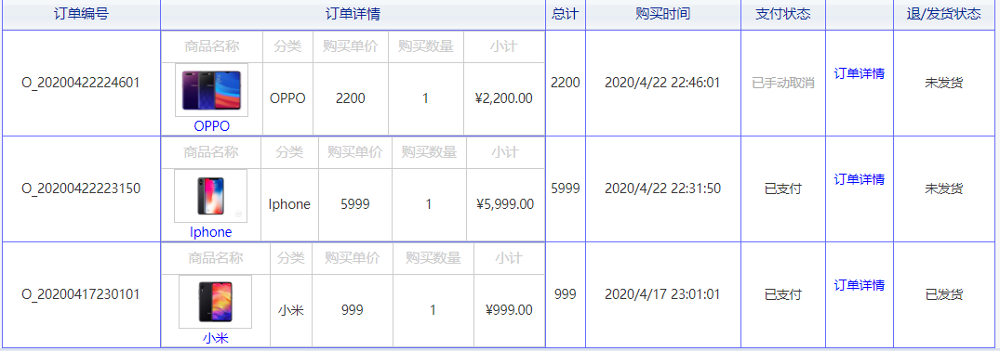 订单编号 订单详情 总计 购买时间 支付状态 退/发货状态
商品名称 分类 购买单价 购买数量 小计
O_20200422224601 OPPO 2200 1 ¥2,200.00 2200 2020/4/22 22:46:01 已手动取消 订单详情 未发货
OPPO
商品名称 分类 购买单价 购买数量 小计
O_20200422223150 Iphone 5999 1 ¥5,999.00 5999 2020/4/22 22:31:50 已支付 订单详情 未发货
Iphone
商品名称 分类 购买单价 购买数量 小计
O_20200417230101 小米 999 1 ¥999.00 999 2020/4/17 23:01:01 已支付 订单详情 已发货
小米